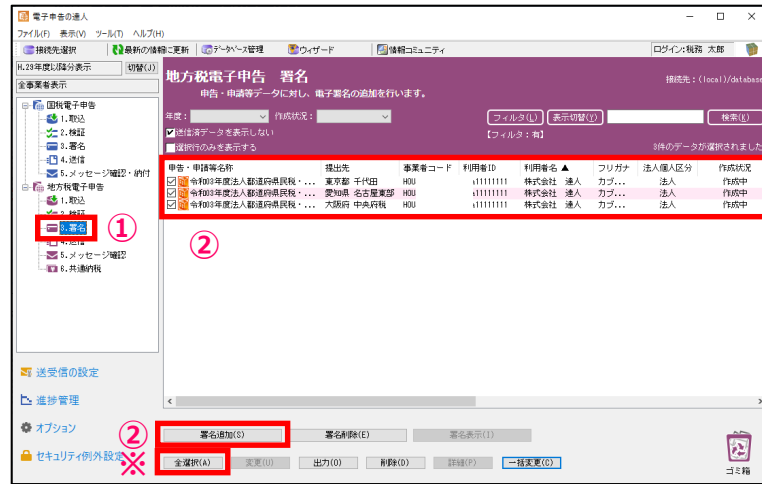 電子申告の達人
ファイル(F) 表示(V) ツール(T) ヘルプ(H)
接続先選択 最新の情報に更新 データベース管理 ウィザード 情報コミュニティ ログイン:税務 太郎
H.29年度以降分表示 切替(J)
全事業者表示
国税電子申告
1.取込
2.検証
3.署名
4.送信
5.メッセージ確認・納付
地方税電子申告
1.取込
2.検証
3.署名
①
4.送信
5.メッセージ確認
6.共通納税
地方税電子申告 署名
接続先:(local)/database
申告・申請等データに対し、電子署名の追加を行います。
年度: 作成状況: フィルタ(L) 表示切替(Y) 検索(K)
送信済データを表示しない 【フィルタ:有】
選択行のみを表示する 3件のデータが選択されました
申告・申請等名称 提出先 事業者コード 利用者ID 利用者名 ▲ フリガナ 法人個人区分 作成状況
令和03年度法人都道府県民税・... 東京都 千代田 HOU 11111111 株式会社 達人 カブ... 法人 作成中
令和03年度法人都道府県民税・... 愛知県 名古屋東部 HOU 11111111 株式会社 達人 カブ... 法人 作成中
令和03年度法人都道府県民税・... 大阪府 中央府税 HOU 11111111 株式会社 達人 カブ... 法人 作成中
②
送受信の設定
進捗管理
オプション
セキュリティ例外設定
②
署名追加(S) 署名削除(E) 署名表示(I)
※
全選択(A) 変更(U) 出力(O) 削除(D) 詳細(P) 一括変更(C)
ゴミ箱